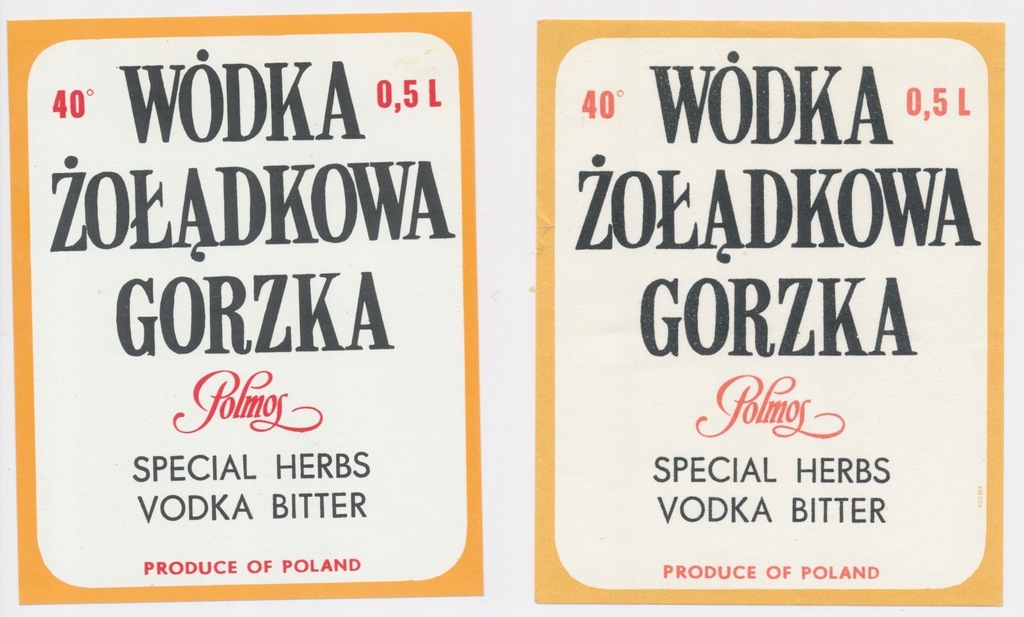 WÓDKA
40° 0,5 L
ŻOŁĄDKOWA
GORZKA
Polmos
SPECIAL HERBS
VODKA BITTER
PRODUCE OF POLAND
WÓDKA
40° 0,5 L
ŻOŁĄDKOWA
GORZKA
Polmos
SPECIAL HERBS
VODKA BITTER
PRODUCE OF POLAND